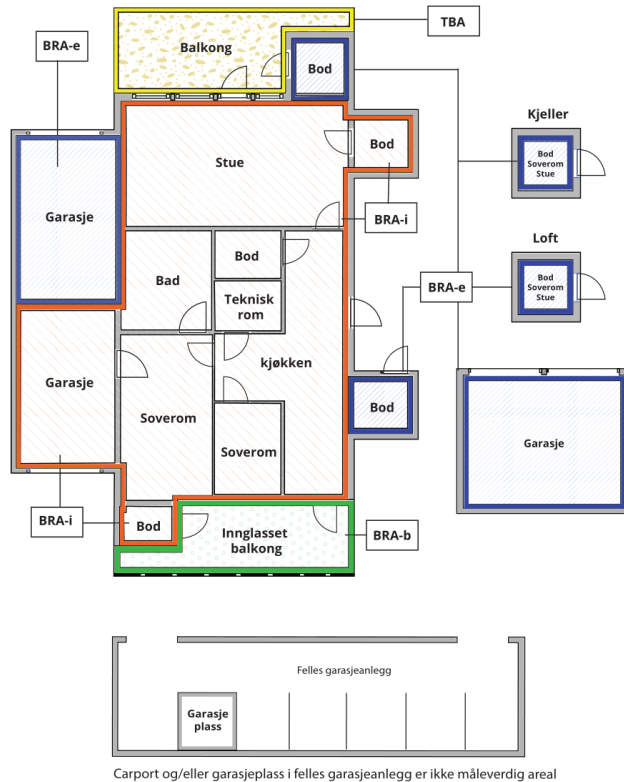 TBA
BRA-e
Balkong
Bod
Kjeller
Bod
Soverom
Stue
Stue
Bod
BRA-i
Garasje
Loft
Bod
Soverom
Stue
Bad
Bod
Teknisk
rom
BRA-e
Garasje
kjøkken
Bod
Garasje
Soverom
Soverom
BRA-i
Bod
Innglasset
balkong
BRA-b
Felles garasjeanlegg
Garasje
plass
Carport og/eller garasjeplass i felles garasjeanlegg er ikke måleverdig areal